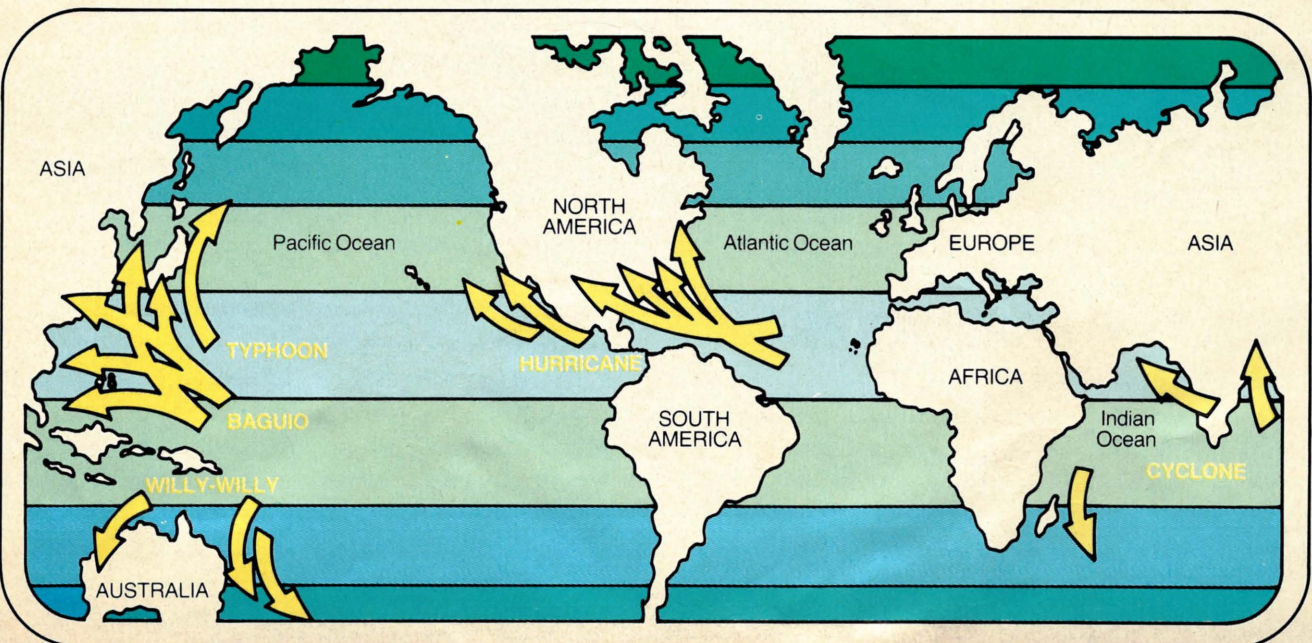 ASIA
Pacific Ocean
NORTH
AMERICA
Atlantic Ocean
EUROPE
ASIA
TYPHOON
HURRICANE
AFRICA
BAGUIO
SOUTH
AMERICA
Indian
Ocean
CYCLONE
WILLY-WILLY
AUSTRALIA